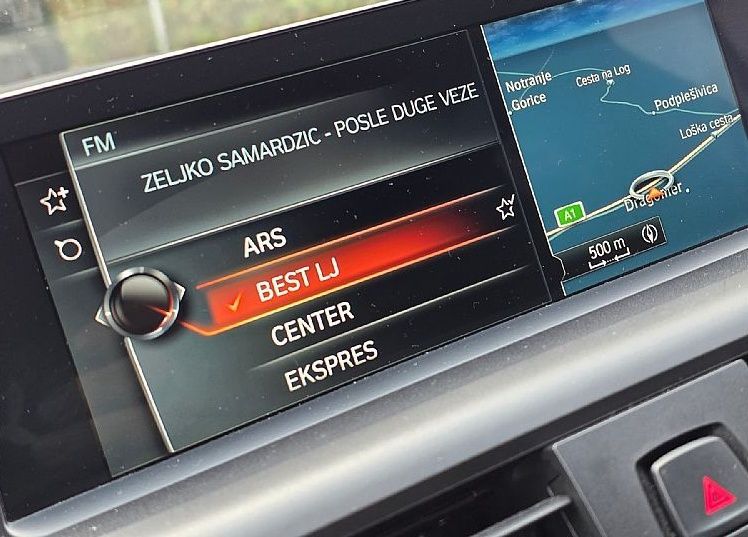 FM
ZELJKO SAMARDZIC - POSLE DUGE VEZE
ARS
BEST LJ
CENTER
EKSPRES
Notranje
Gorice
Cesta na Log
Podplešivica
Loška cesta
Dragomer
A1
500 m